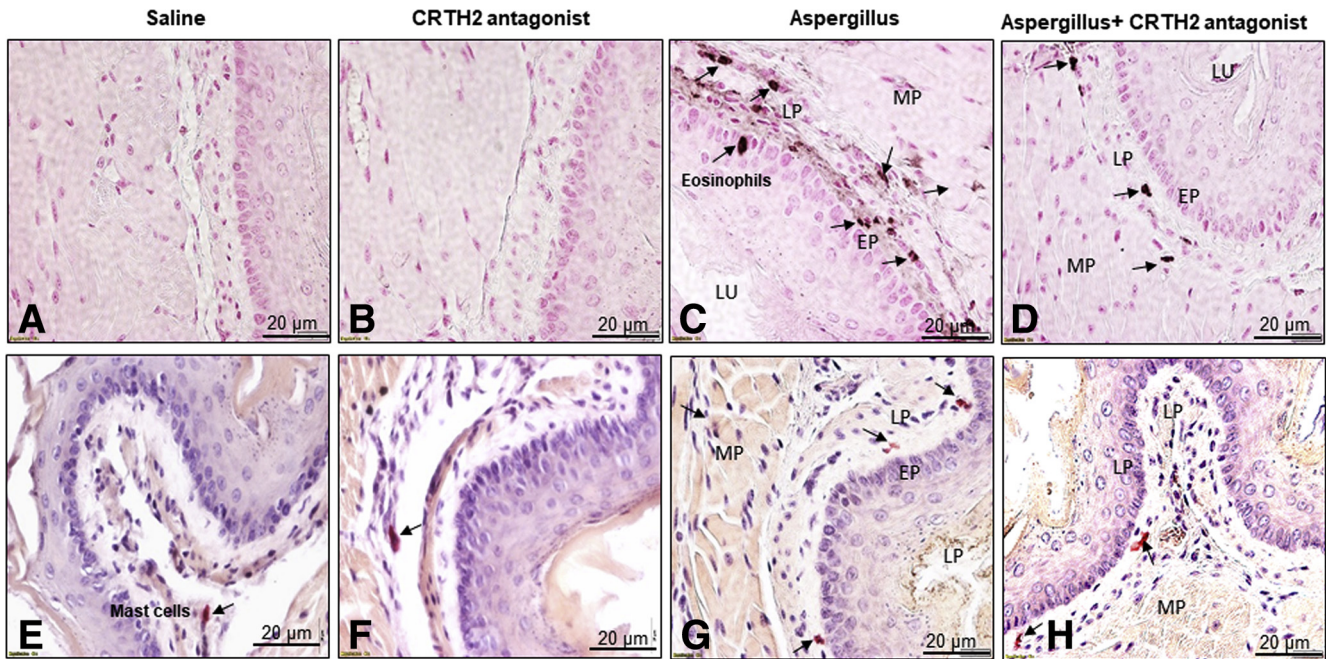 Saline
CRTH2 antagonist
Aspergillus
Aspergillus+ CRTH2 antagonist
A
20 µm
B
20 µm
LP
MP
Eosinophils
EP
LU
C
20 µm
LU
LP
EP
MP
D
20 µm
Mast cells
E
20 µm
F
20 µm
LP
MP
EP
LP
G
20 µm
LP
LP
MP
H
20 µm